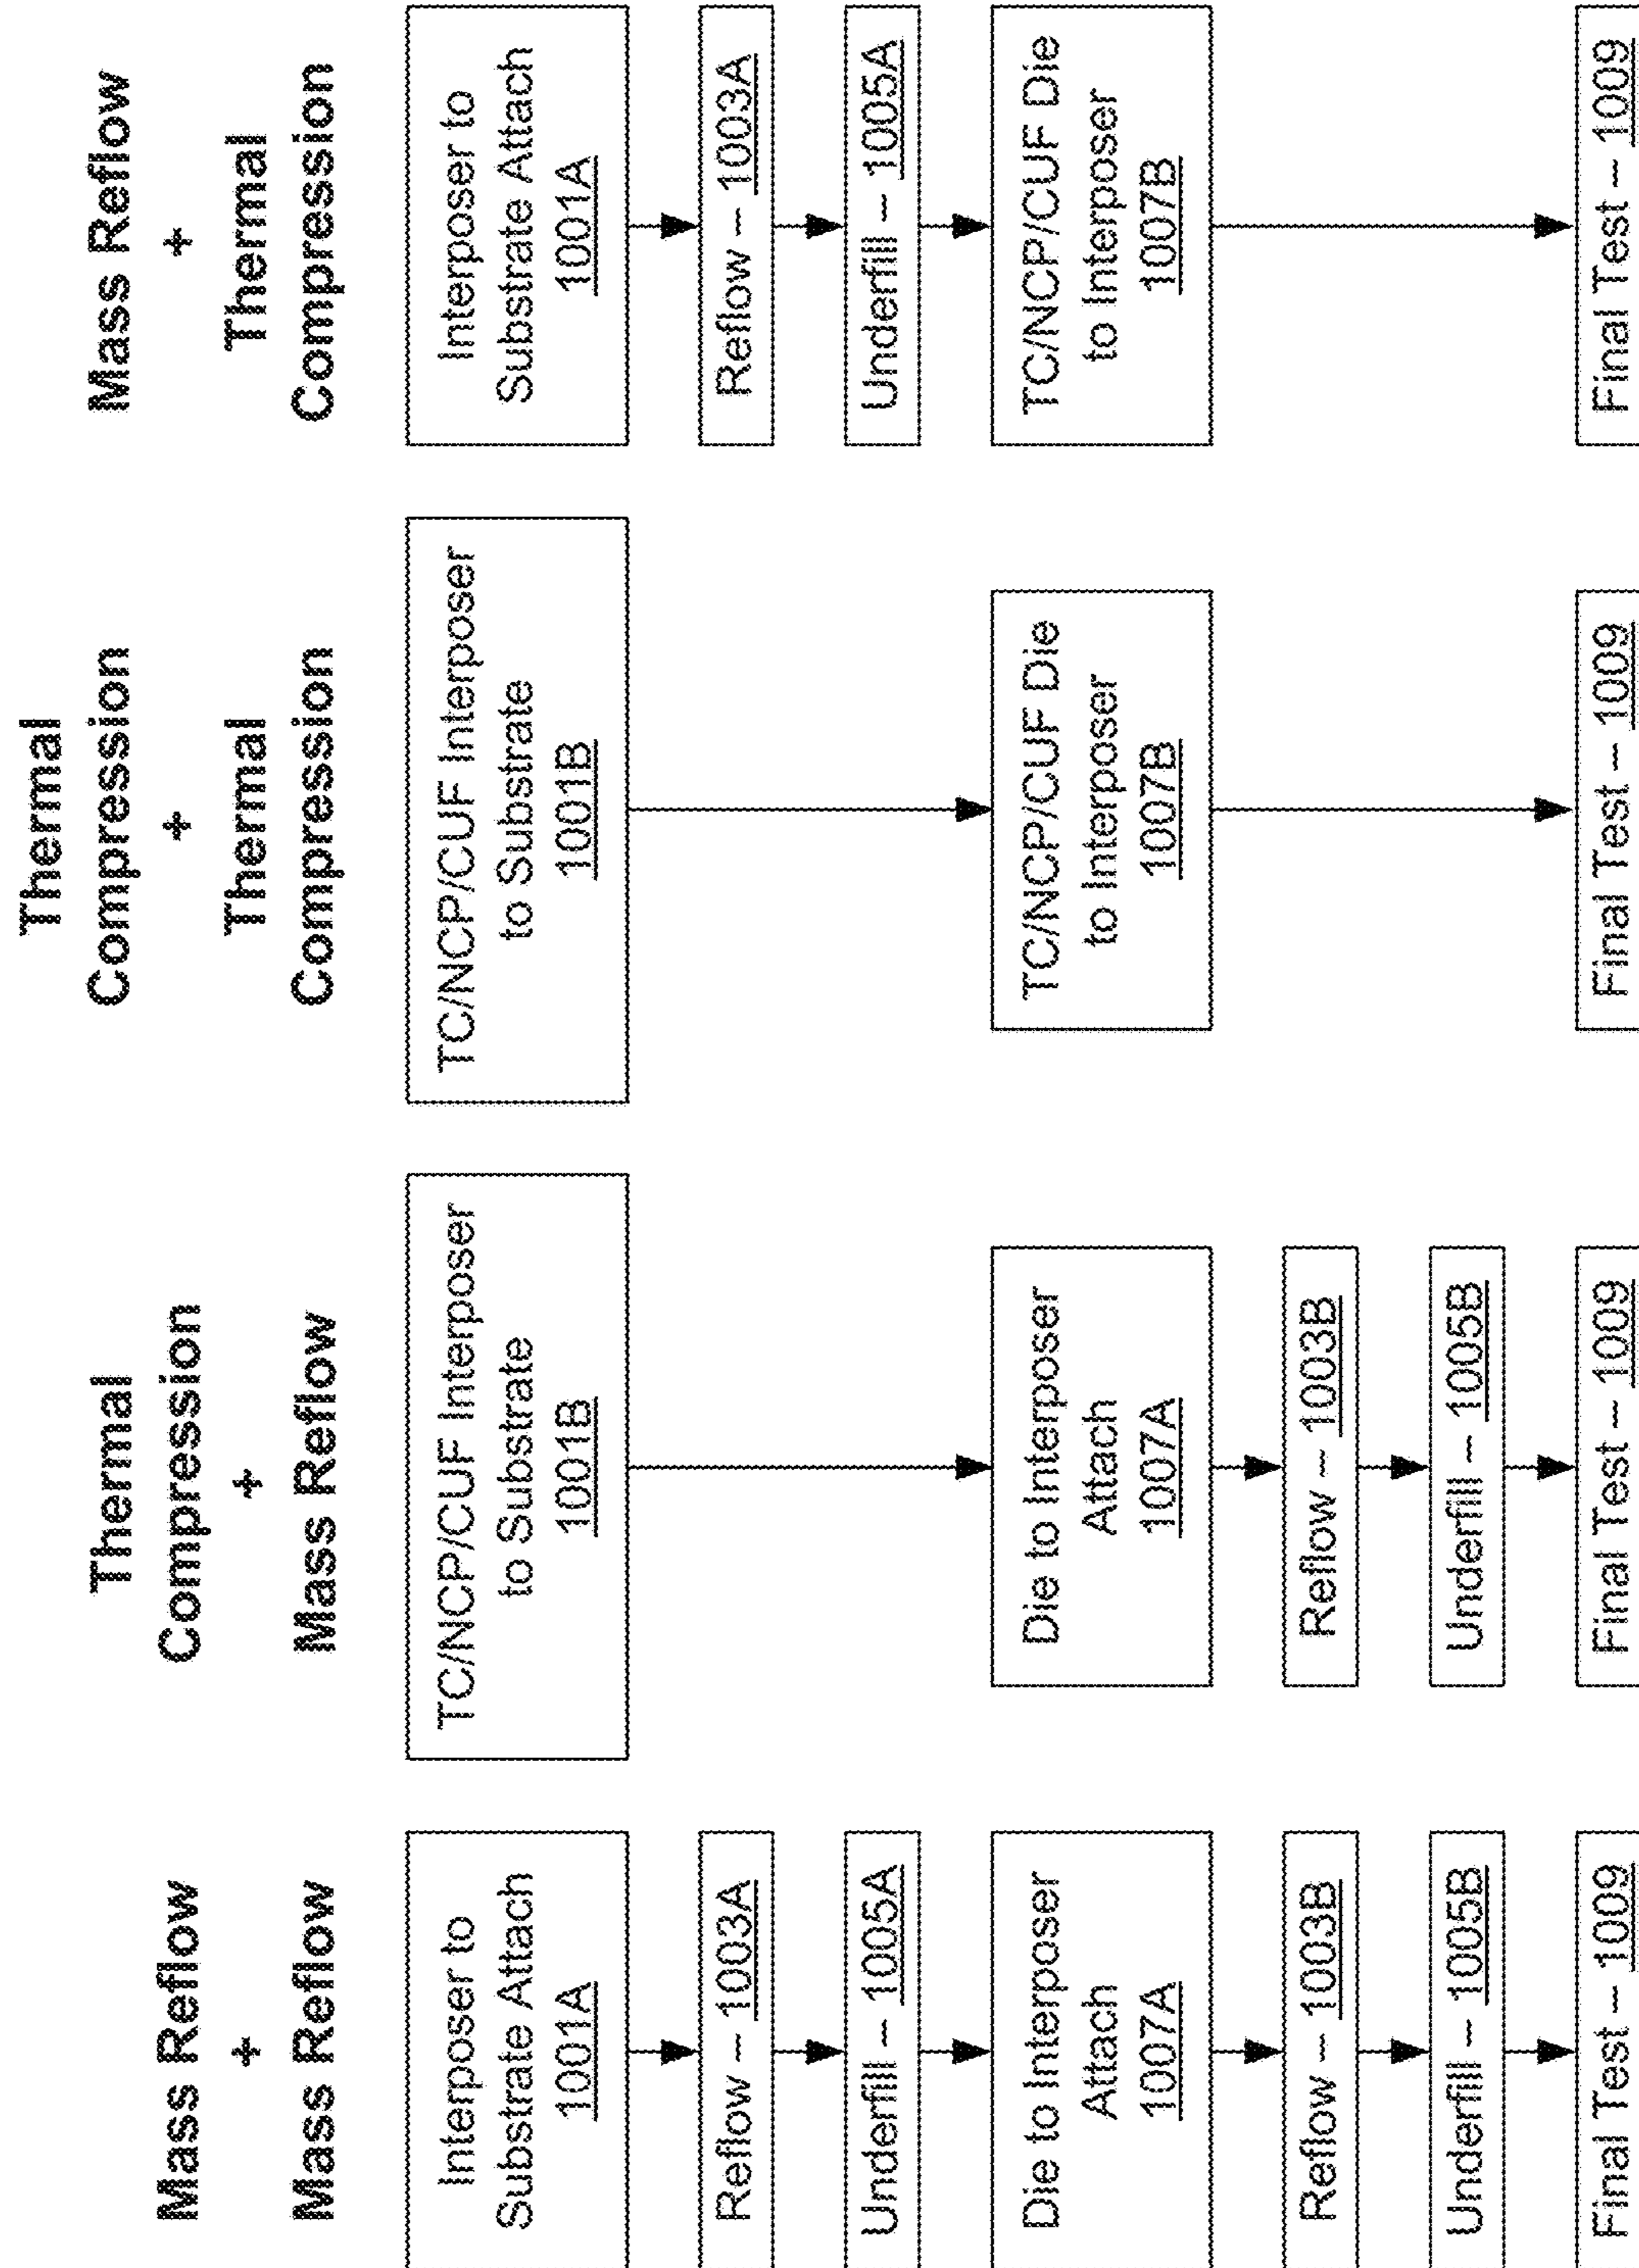 Mass Reflow
+
Mass Reflow
Interposer to
Substrate Attach
1001A
Reflow – 1003A
Underfill – 1005A
Die to Interposer
Attach
1007A
Reflow – 1003B
Underfill – 1005B
Final Test – 1009
Thermal
Compression
+
Mass Reflow
TC/NCP/CUF Interposer
to Substrate
1001B
Die to Interposer
Attach
1007A
Reflow – 1003B
Underfill – 1005B
Final Test – 1009
Thermal
Compression
+
Thermal
Compression
TC/NCP/CUF Interposer
to Substrate
1001B
TC/NCP/CUF Die
to Interposer
1007B
Final Test – 1009
Mass Reflow
+
Thermal
Compression
Interposer to
Substrate Attach
1001A
Reflow – 1003A
Underfill – 1005A
TC/NCP/CUF Die
to Interposer
1007B
Final Test – 1009